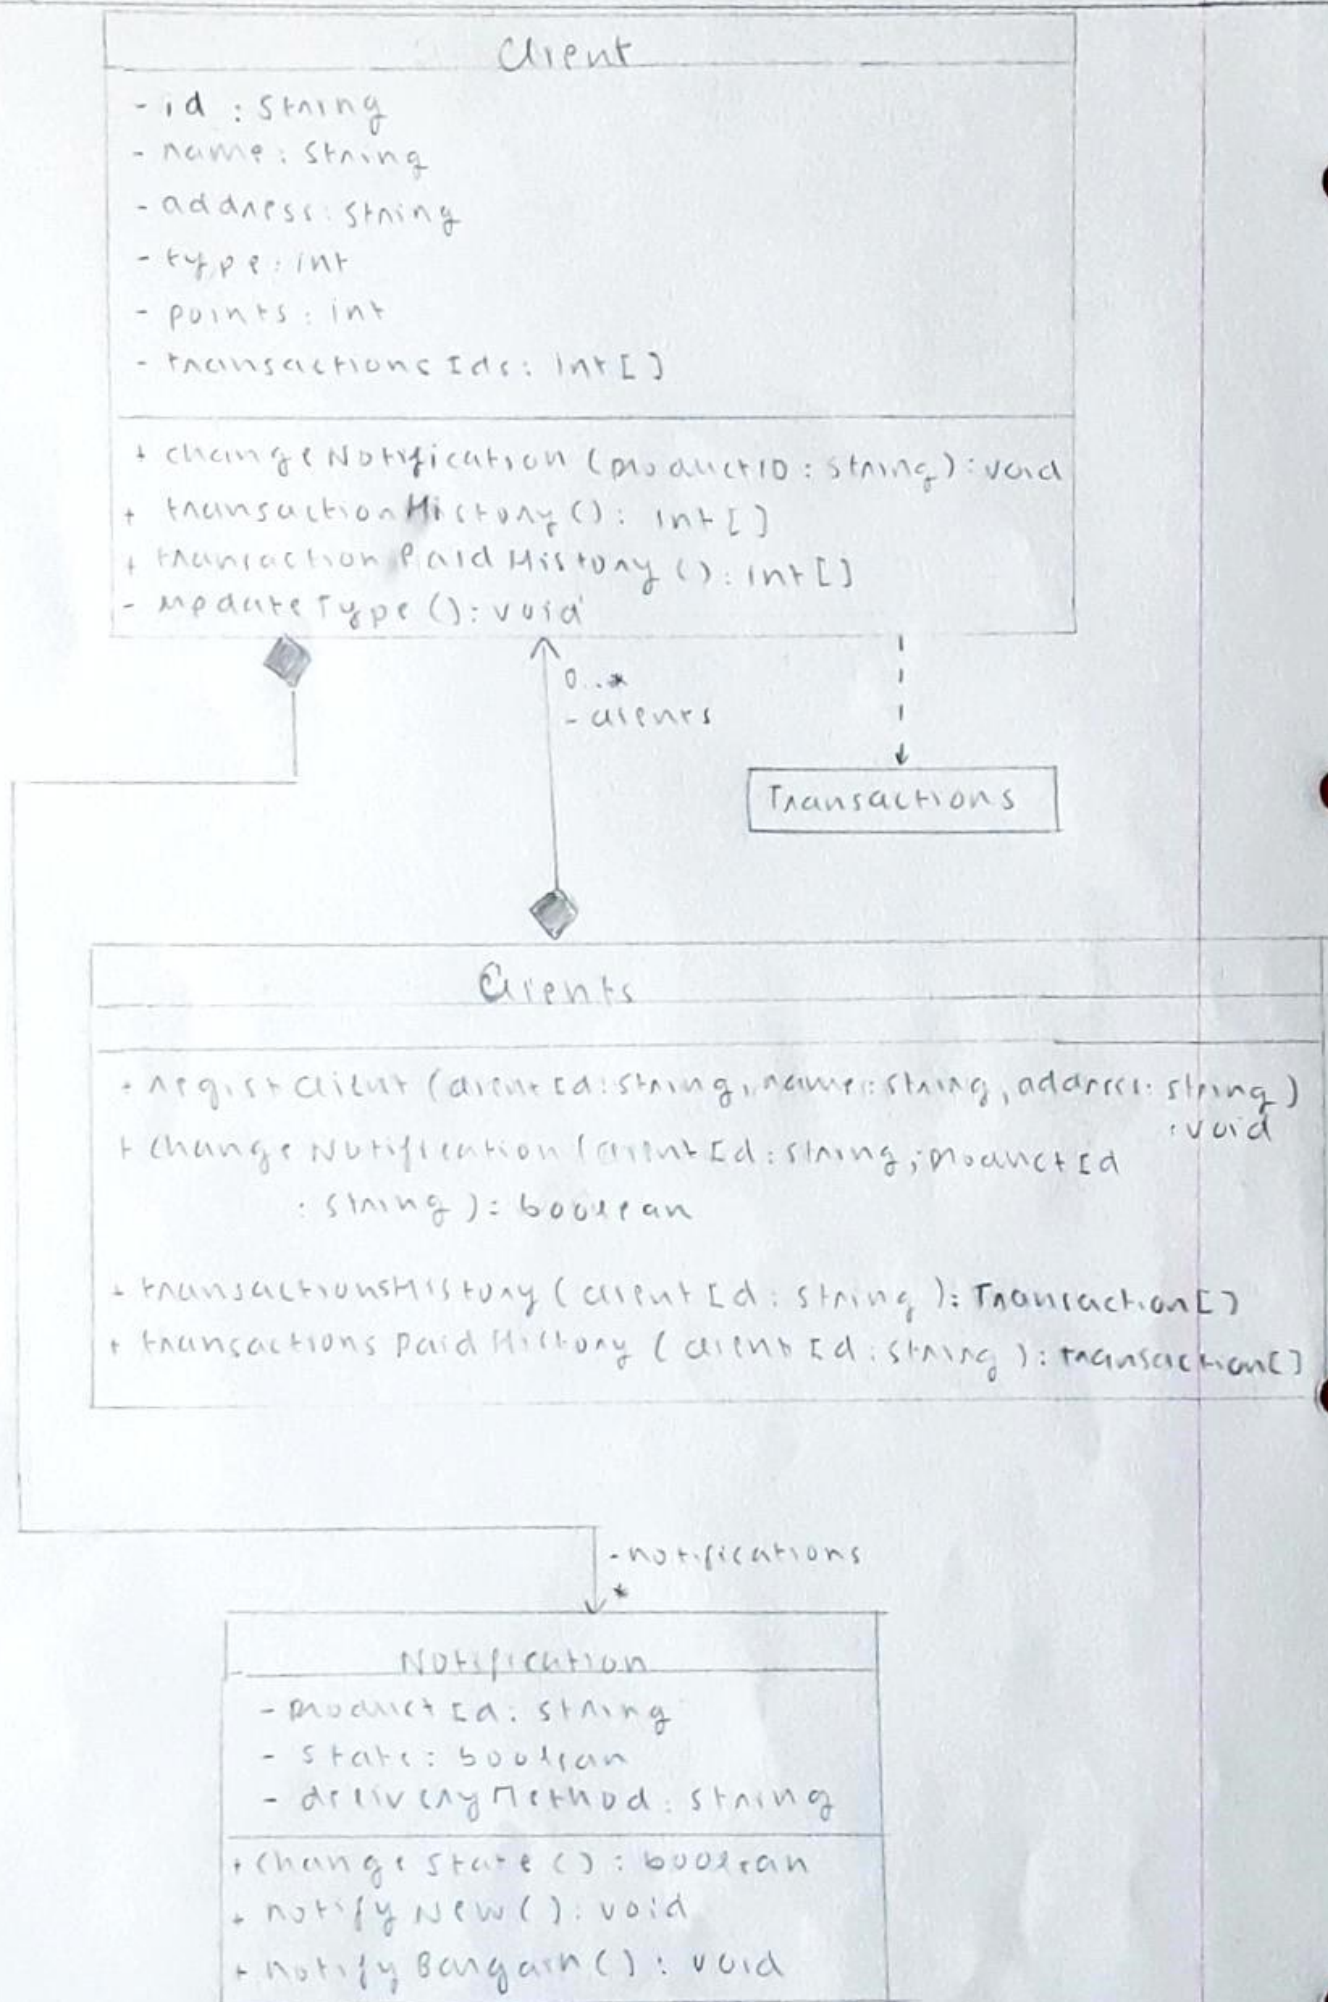 Client
- id : string
- name : string
- address : string
- type : int
- points : int
- transactionsIds : int[]
+ changeNotification (productID : string) : void
+ transactionHistory () : int[]
+ transactionPaidHistory () : int[]
- updateType () : void
0..*
- clients
Transactions
Clients
+ registClient (clientId : string, name : string, address : string)
: void
+ changeNotification (clientId : string, productId
: string) : boolean
+ transactionsHistory (clientId : string) : Transaction[]
+ transactionsPaidHistory (clientId : string) : transaction[]
- notifications
*
Notification
- productId : string
- state : boolean
- deliveryMethod : string
+ changeState () : boolean
+ notifyNew () : void
+ notifyBargain () : void